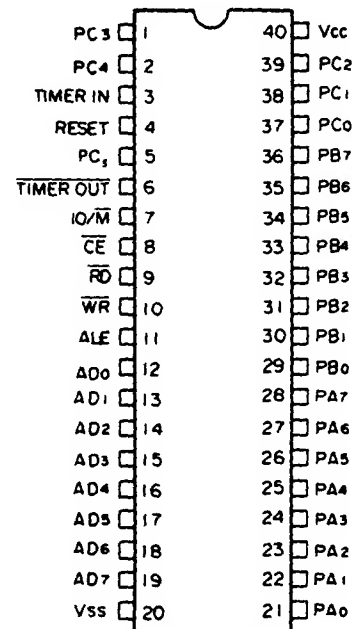 PC3 1 40 Vcc
PC4 2 39 PC2
TIMER IN 3 38 PC1
RESET 4 37 PC0
PC5 5 36 PB7
TIMER OUT 6 35 PB6
IO/M 7 34 PB5
CE 8 33 PB4
RD 9 32 PB3
WR 10 31 PB2
ALE 11 30 PB1
AD0 12 29 PB0
AD1 13 28 PA7
AD2 14 27 PA6
AD3 15 26 PA5
AD4 16 25 PA4
AD5 17 24 PA3
AD6 18 23 PA2
AD7 19 22 PA1
Vss 20 21 PA0